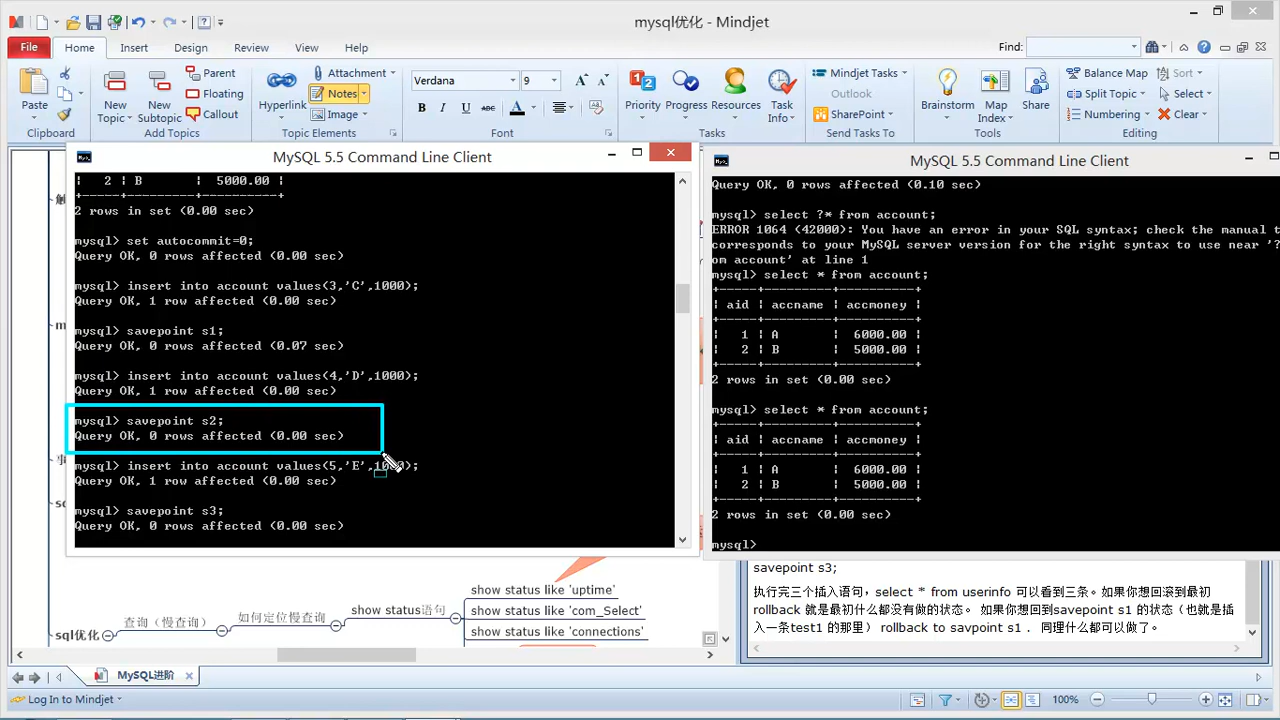 mysql优化 - Mindjet
File
Home
Insert
Design
Review
View
Help
Find:
Paste
Clipboard
New Topic
New Subtopic
Parent
Floating
Callout
Add Topics
Hyperlink
Attachment
Notes
Image
Topic Elements
Verdana
9
B I U abc A
Font
Priority
Progress
Resources
Task Info
Tasks
Mindjet Tasks
Outlook
SharePoint
Send Tasks To
Brainstorm
Map Index
Share
Tools
Balance Map
Split Topic
Numbering
Sort
Select
Clear
Editing
MySQL 5.5 Command Line Client
| 2 | B | 5000.00 |
+-----+---------+----------+
2 rows in set (0.00 sec)
mysql> set autocommit=0;
Query OK, 0 rows affected (0.00 sec)
mysql> insert into account values(3,'C',1000);
Query OK, 1 row affected (0.00 sec)
mysql> savepoint s1;
Query OK, 0 rows affected (0.07 sec)
mysql> insert into account values(4,'D',1000);
Query OK, 1 row affected (0.00 sec)
mysql> savepoint s2;
Query OK, 0 rows affected (0.00 sec)
mysql> insert into account values(5,'E',1000);
Query OK, 1 row affected (0.00 sec)
mysql> savepoint s3;
Query OK, 0 rows affected (0.00 sec)
MySQL 5.5 Command Line Client
Query OK, 0 rows affected (0.10 sec)
mysql> select ?* from account;
ERROR 1064 (42000): You have an error in your SQL syntax; check the manual t
corresponds to your MySQL server version for the right syntax to use near '?
om account' at line 1
mysql> select * from account;
+-----+---------+----------+
| aid | accname | accmoney |
+-----+---------+----------+
| 1 | A | 6000.00 |
| 2 | B | 5000.00 |
+-----+---------+----------+
2 rows in set (0.00 sec)
mysql> select * from account;
+-----+---------+----------+
| aid | accname | accmoney |
+-----+---------+----------+
| 1 | A | 6000.00 |
| 2 | B | 5000.00 |
+-----+---------+----------+
2 rows in set (0.00 sec)
mysql>
savepoint s3;
执行完三个插入语句，select * from userinfo 可以看到三条。如果你想回滚到最初
rollback 就是最初什么都没有做的状态。 如果你想回到savepoint s1 的状态（也就是插
入一条test1 的那里） rollback to savpoint s1 . 同理什么都可以做了。
sql优化
查询（慢查询）
如何定位慢查询
show status语句
show status like 'uptime'
show status like 'com_Select'
show status like 'connections'
MySQL进阶
Log In to Mindjet
100%